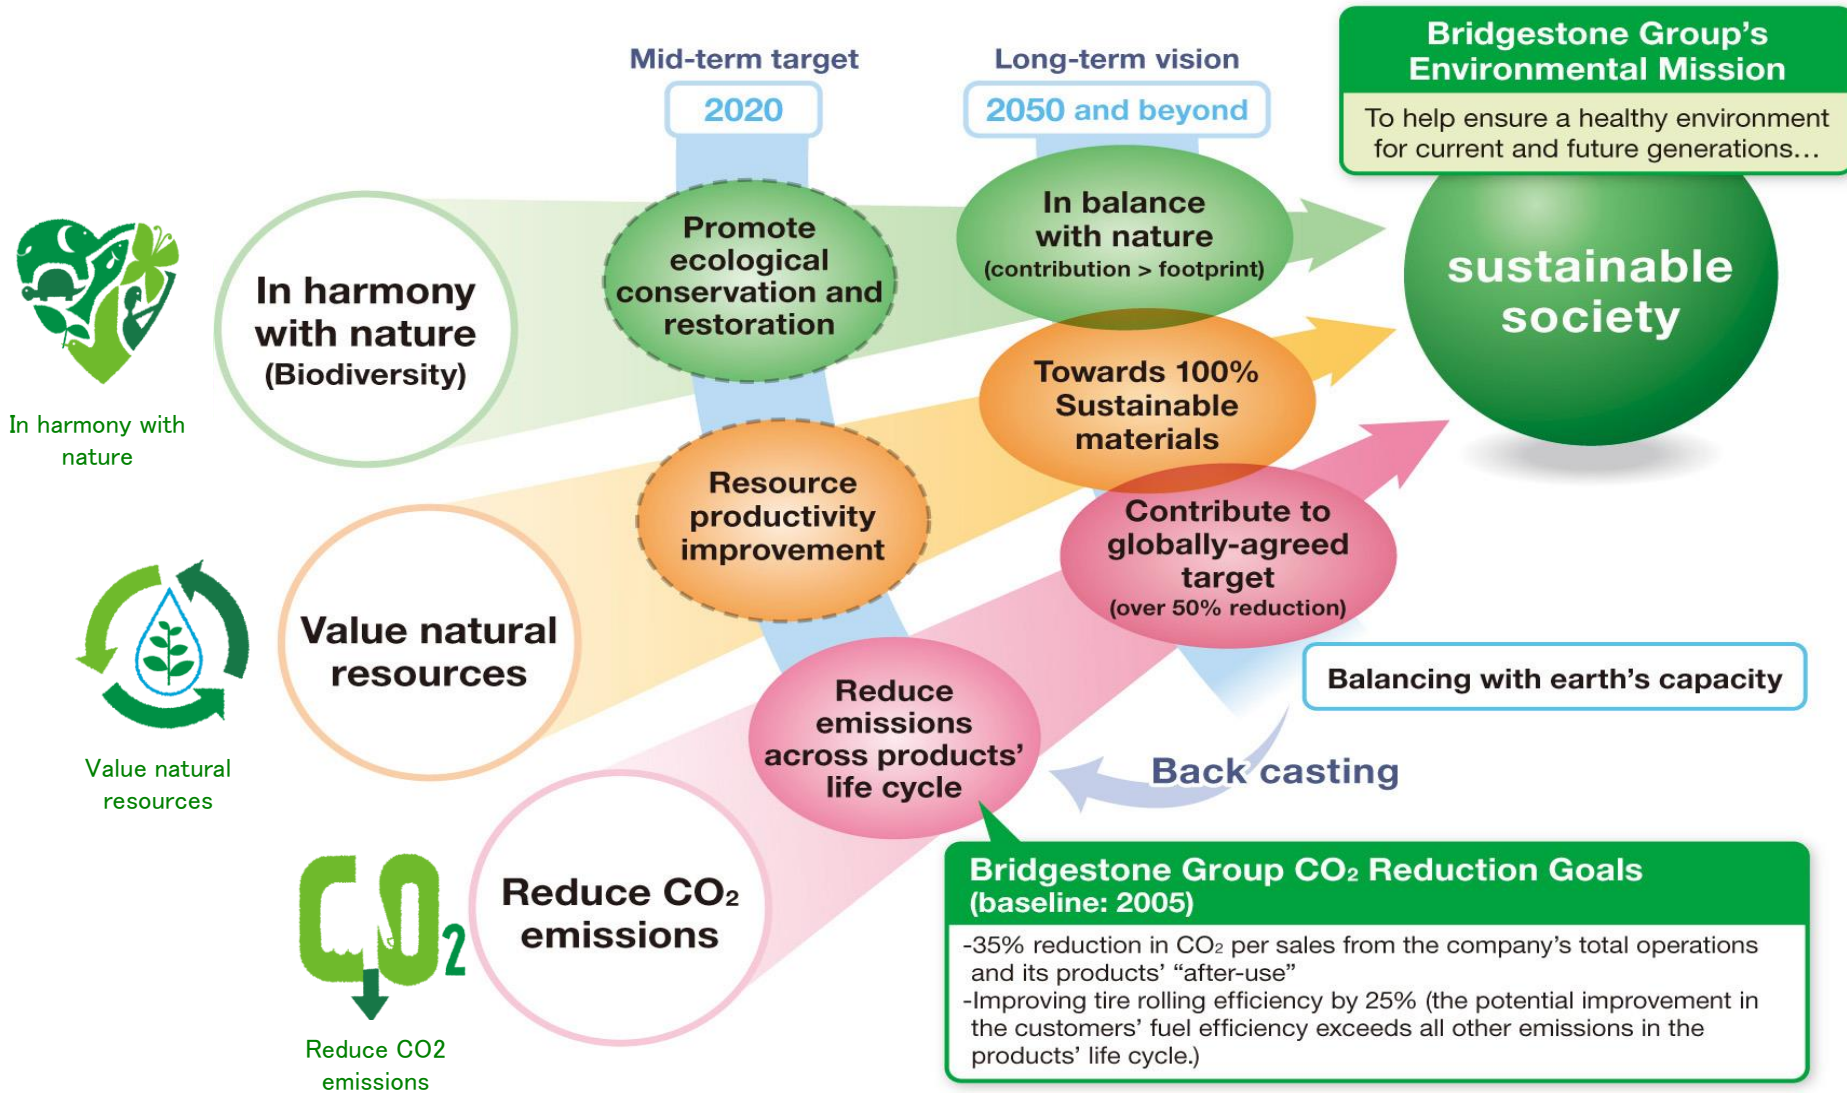 Mid-term target
2020
Long-term vision
2050 and beyond
Bridgestone Group's
Environmental Mission
To help ensure a healthy environment
for current and future generations…
In harmony with
nature
In harmony
with nature
(Biodiversity)
Promote
ecological
conservation and
restoration
In balance
with nature
(contribution > footprint)
sustainable
society
Value natural
resources
Value natural
resources
Resource
productivity
improvement
Towards 100%
Sustainable
materials
CO2
Reduce CO2
emissions
Reduce CO₂
emissions
Reduce
emissions
across products'
life cycle
Contribute to
globally-agreed
target
(over 50% reduction)
Balancing with earth's capacity
Back casting
Bridgestone Group CO₂ Reduction Goals
(baseline: 2005)
-35% reduction in CO₂ per sales from the company's total operations
and its products' “after-use”
-Improving tire rolling efficiency by 25% (the potential improvement in
the customers' fuel efficiency exceeds all other emissions in the
products' life cycle.)